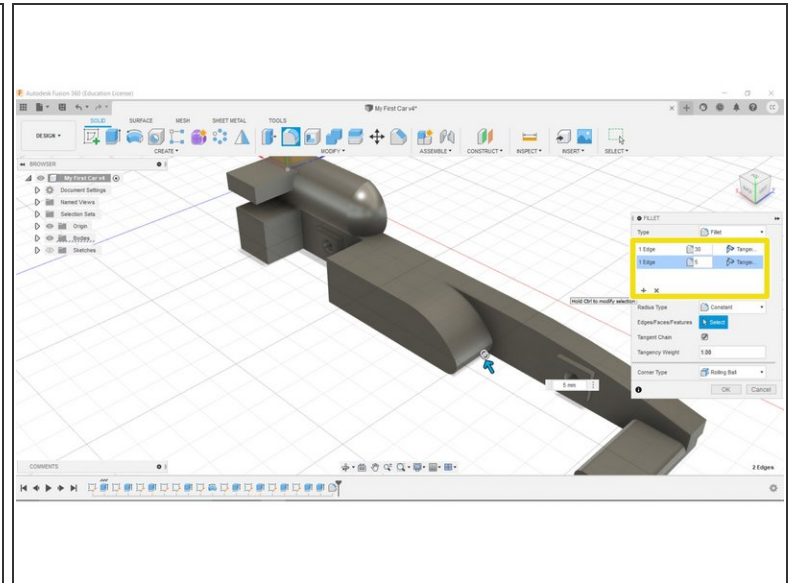 Autodesk Fusion 360 (Education License)
My First Car v4*
SOLID SURFACE MESH SHEET METAL TOOLS
DESIGN
CREATE MODIFY ASSEMBLE CONSTRUCT INSPECT INSERT SELECT
BROWSER
My First Car v4
Document Settings
Named Views
Selection Sets
Origin
Bodies
Sketches
FILLET
Type Fillet
1 Edge 30 Tangen...
1 Edge 5 Tangen...
Hold Ctrl to modify selection
Radius Type Constant
Edges/Faces/Features Select
Tangent Chain
Tangency Weight 1.00
Corner Type Rolling Ball
OK Cancel
5 mm
COMMENTS
2 Edges